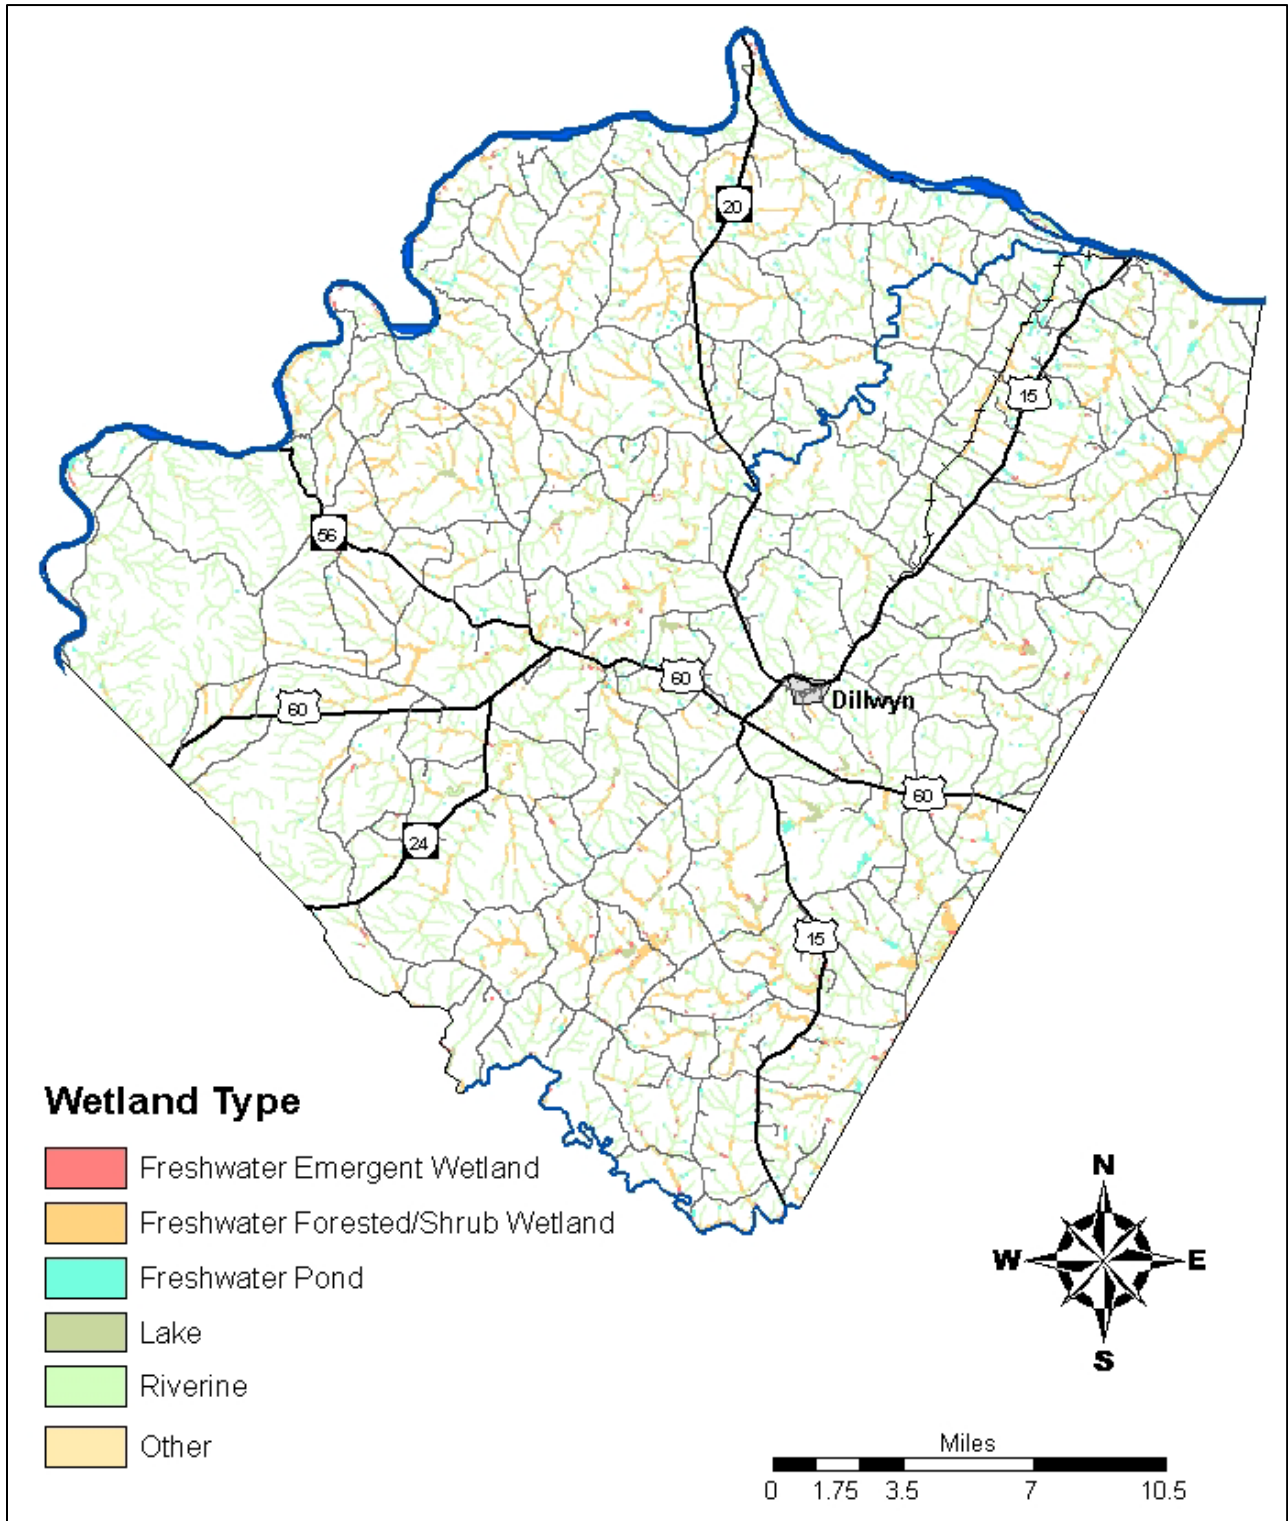 20
15
56
60
60
Dillwyn
60
24
15
Wetland Type
Freshwater Emergent Wetland
Freshwater Forested/Shrub Wetland
Freshwater Pond
Lake
Riverine
Other
N
W E
S
Miles
0 1.75 3.5 7 10.5